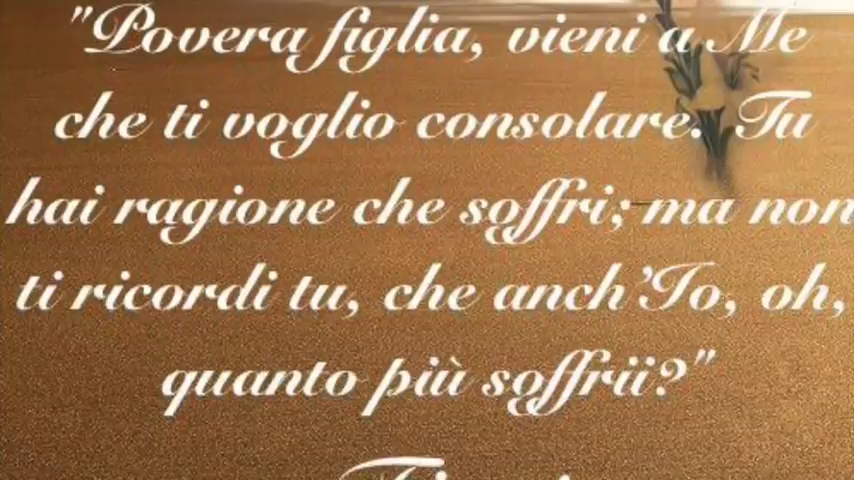 "Povera figlia, vieni a Me
che ti voglio consolare. Tu
hai ragione che soffri; ma non
ti ricordi tu, che anch'Io, oh,
quanto più soffrii?"